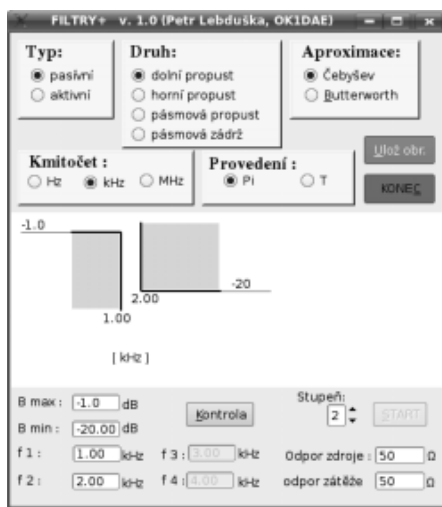 FILTRY+ v. 1.0 (Petr Lebduška, OK1DAE)
Typ: Druh: Aproximace:
pasívní dolní propust Čebyšev
aktivní horní propust Butterworth
pásmová propust
pásmová zádrž
Ulož obr.
Kmitočet : Provedení :
Hz kHz MHz Pi T
KONEC
-1.0
-20
2.00
1.00
[ kHz ]
B max : -1.0 dB Kontrola Stupeň: 2 START
B min : -20.00 dB
f 1 : 1.00 kHz f 3 : 3.00 kHz Odpor zdroje : 50 Ω
f 2 : 2.00 kHz f 4 : 4.00 kHz odpor zátěže 50 Ω